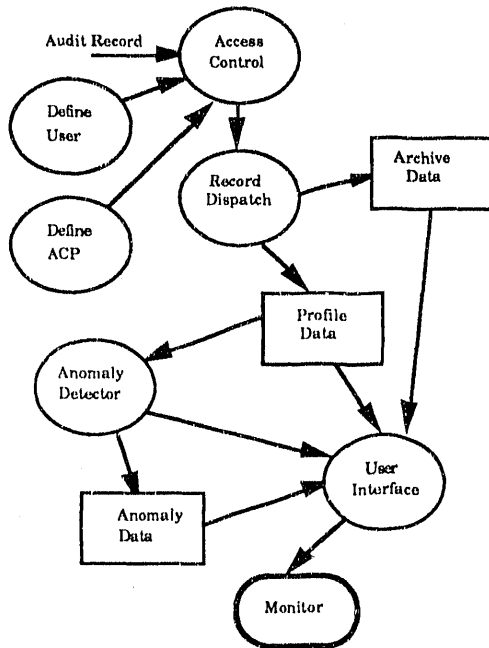 Audit Record
Access
Control
Define
User
Record
Dispatch
Archive
Data
Define
ACP
Profile
Data
Anomaly
Detector
User
Interface
Anomaly
Data
Monitor